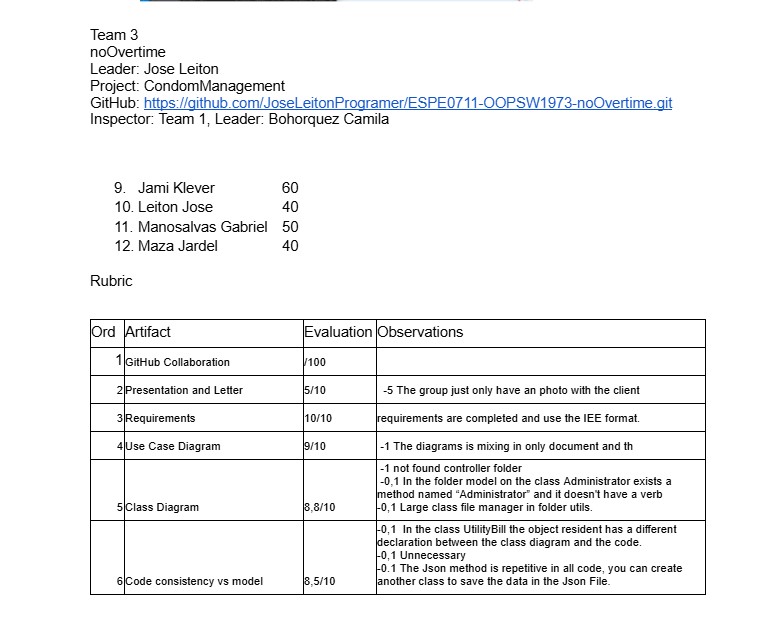 Team 3
noOvertime
Leader: Jose Leiton
Project: CondomManagement
GitHub: https://github.com/JoseLeitonProgramer/ESPE0711-OOPSW1973-noOvertime.git
Inspector: Team 1, Leader: Bohorquez Camila
9. Jami Klever 60
10. Leiton Jose 40
11. Manosalvas Gabriel 50
12. Maza Jardel 40
Rubric
Ord Artifact Evaluation Observations
1 GitHub Collaboration /100
2 Presentation and Letter 5/10 -5 The group just only have an photo with the client
3 Requirements 10/10 requirements are completed and use the IEE format.
4 Use Case Diagram 9/10 -1 The diagrams is mixing in only document and th
-1 not found controller folder
-0,1 In the folder model on the class Administrator exists a
method named “Administrator” and it doesn't have a verb
5 Class Diagram 8,8/10 -0,1 Large class file manager in folder utils.
-0,1 In the class UtilityBill the object resident has a different
declaration between the class diagram and the code.
-0,1 Unnecessary
-0.1 The Json method is repetitive in all code, you can create
6 Code consistency vs model 8,5/10 another class to save the data in the Json File.